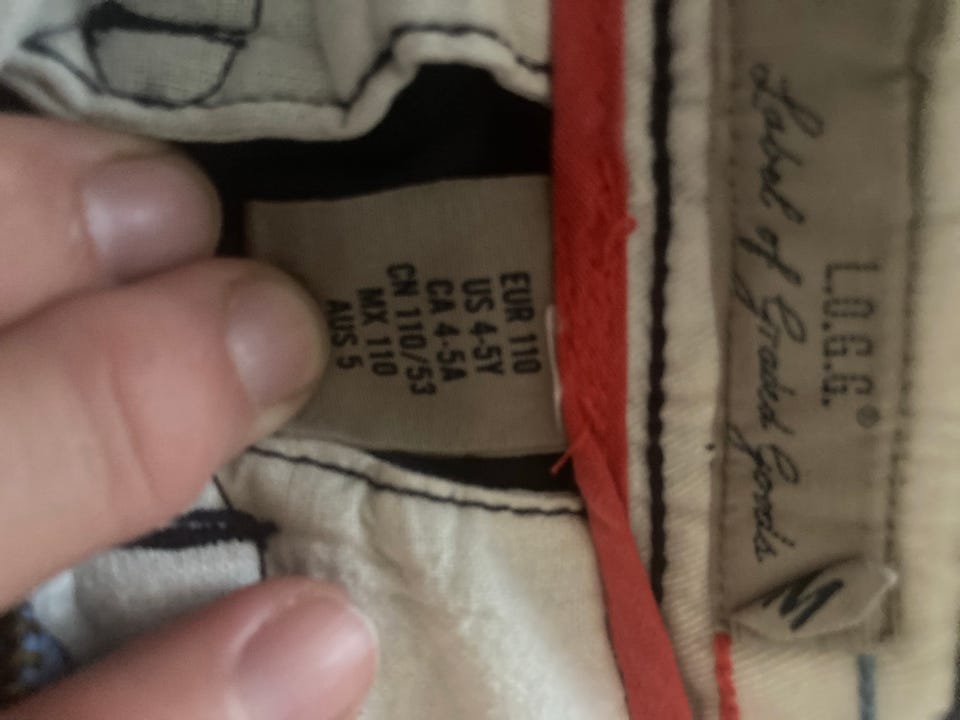 L.O.G.G.®
Label of Graded Goods
EUR 110
US 4-5Y
CA 4-5A
CN 110/53
MX 110
AUS 5